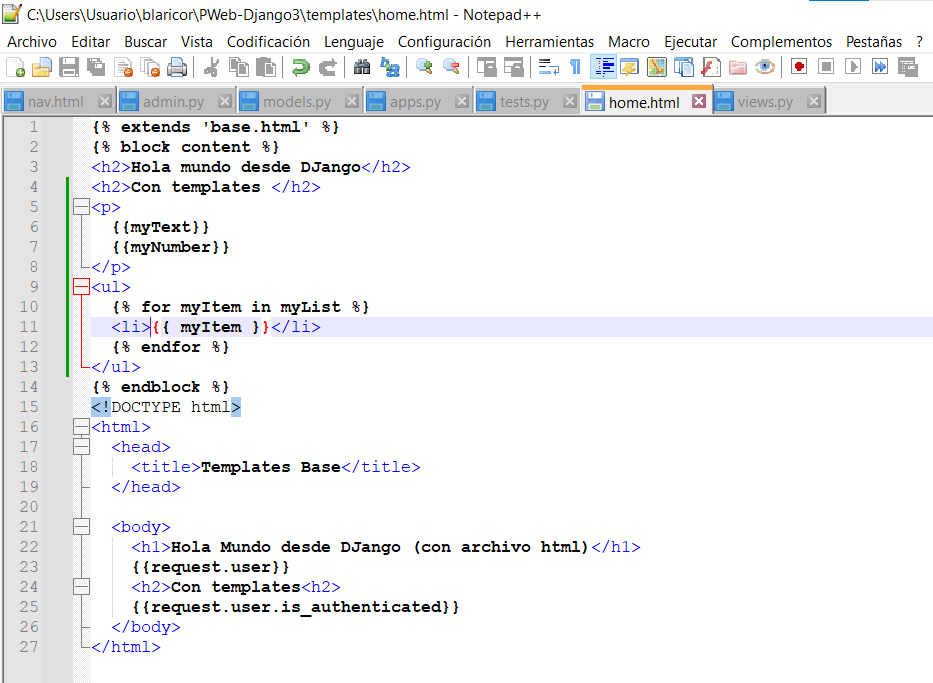 C:\Users\Usuario\blaricor\PWeb-Django3\templates\home.html - Notepad++
Archivo Editar Buscar Vista Codificación Lenguaje Configuración Herramientas Macro Ejecutar Complementos Pestañas ?
nav.html admin.py models.py apps.py tests.py home.html views.py
1 {% extends 'base.html' %}
2 {% block content %}
3 <h2>Hola mundo desde DJango</h2>
4 <h2>Con templates </h2>
5 <p>
6 {{myText}}
7 {{myNumber}}
8 </p>
9 <ul>
10 {% for myItem in myList %}
11 <li>{{ myItem }}</li>
12 {% endfor %}
13 </ul>
14 {% endblock %}
15 <!DOCTYPE html>
16 <html>
17 <head>
18 <title>Templates Base</title>
19 </head>
20
21 <body>
22 <h1>Hola Mundo desde DJango (con archivo html)</h1>
23 {{request.user}}
24 <h2>Con templates<h2>
25 {{request.user.is_authenticated}}
26 </body>
27 </html>